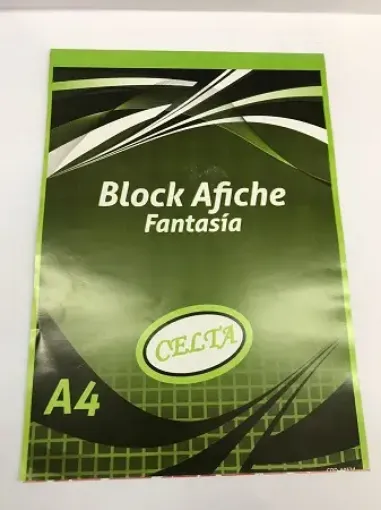 Block Afiche
Fantasía
CELTA
A4